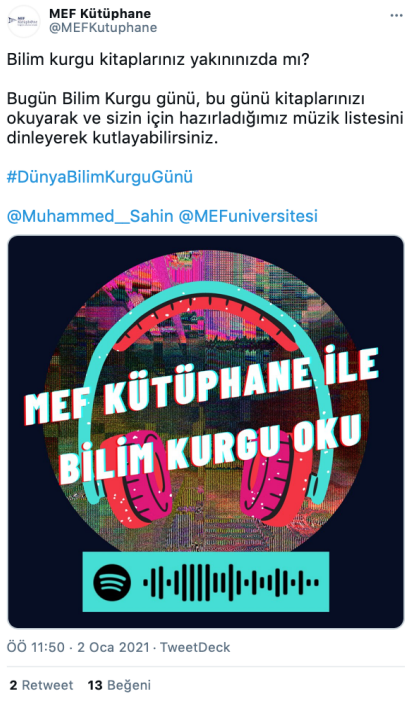 MEF Kütüphane
@MEFKutuphane
Bilim kurgu kitaplarınız yakınınızda mı?
Bugün Bilim Kurgu günü, bu günü kitaplarınızı
okuyarak ve sizin için hazırladığımız müzik listesini
dinleyerek kutlayabilirsiniz.
#DünyaBilimKurguGünü
@Muhammed__Sahin @MEFuniversitesi
MEF KÜTÜPHANE İLE
BİLİM KURGU OKU
ÖÖ 11:50 · 2 Oca 2021 · TweetDeck
2 Retweet 13 Beğeni